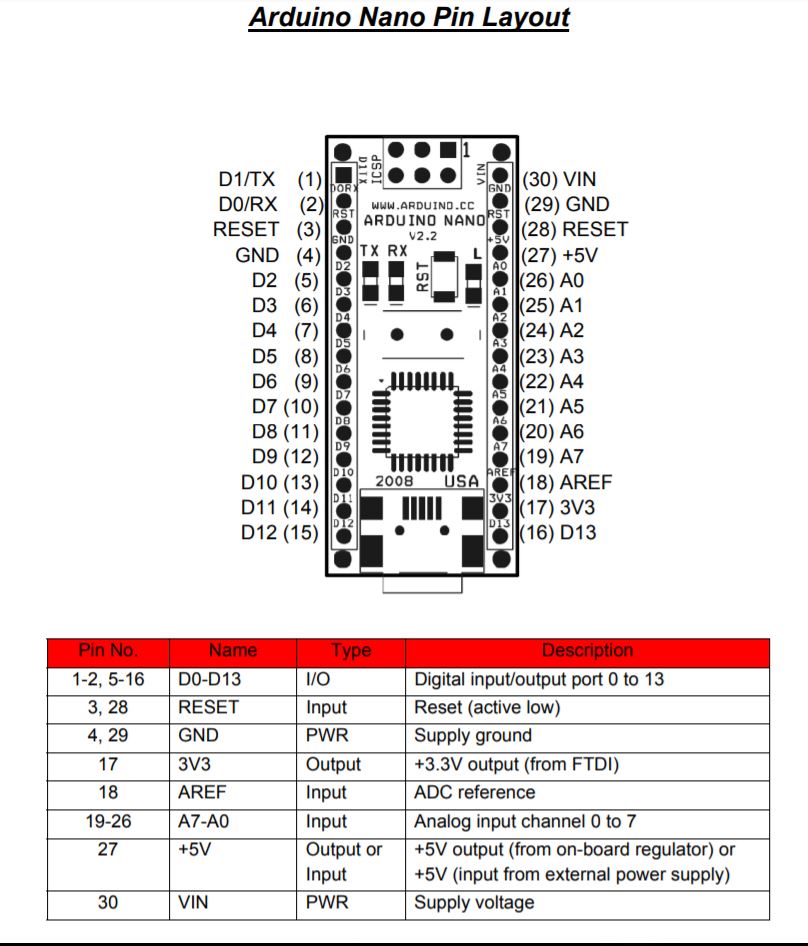 Arduino Nano Pin Layout
D1/TX (1)
D0/RX (2)
RESET (3)
GND (4)
D2 (5)
D3 (6)
D4 (7)
D5 (8)
D6 (9)
D7 (10)
D8 (11)
D9 (12)
D10 (13)
D11 (14)
D12 (15)
D1TX
ICSP
1
VIN
D0RX
RST
GND
D2
D3
D4
D5
D6
D7
D8
D9
D10
D11
D12
WWW.ARDUINO.CC
ARDUINO NANO
V2.2
TX RX
RST
L
2008 USA
GND
RST
+5V
A0
A1
A2
A3
A4
A5
A6
A7
AREF
3V3
D13
(30) VIN
(29) GND
(28) RESET
(27) +5V
(26) A0
(25) A1
(24) A2
(23) A3
(22) A4
(21) A5
(20) A6
(19) A7
(18) AREF
(17) 3V3
(16) D13
Pin No. Name Type Description
1-2, 5-16 D0-D13 I/O Digital input/output port 0 to 13
3, 28 RESET Input Reset (active low)
4, 29 GND PWR Supply ground
17 3V3 Output +3.3V output (from FTDI)
18 AREF Input ADC reference
19-26 A7-A0 Input Analog input channel 0 to 7
27 +5V Output or +5V output (from on-board regulator) or
Input +5V (input from external power supply)
30 VIN PWR Supply voltage